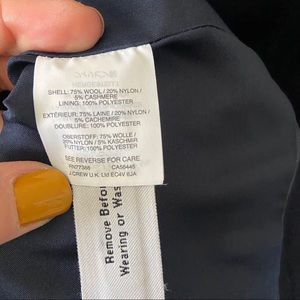 SHELL: 75% WOOL / 20% NYLON /
5% CASHMERE
LINING: 100% POLYESTER
EXTÉRIEUR: 75% LAINE / 20% NYLON /
5% CACHEMIRE
DOUBLURE: 100% POLYESTER
OBERSTOFF: 75% WOLLE /
20% NYLON / 5% KASCHMIR
FUTTER: 100% POLYESTER
SEE REVERSE FOR CARE
RN77388 CA56445
J.CREW U.K. Ltd EC4V 6JA
Remove Before
Wearing or Was